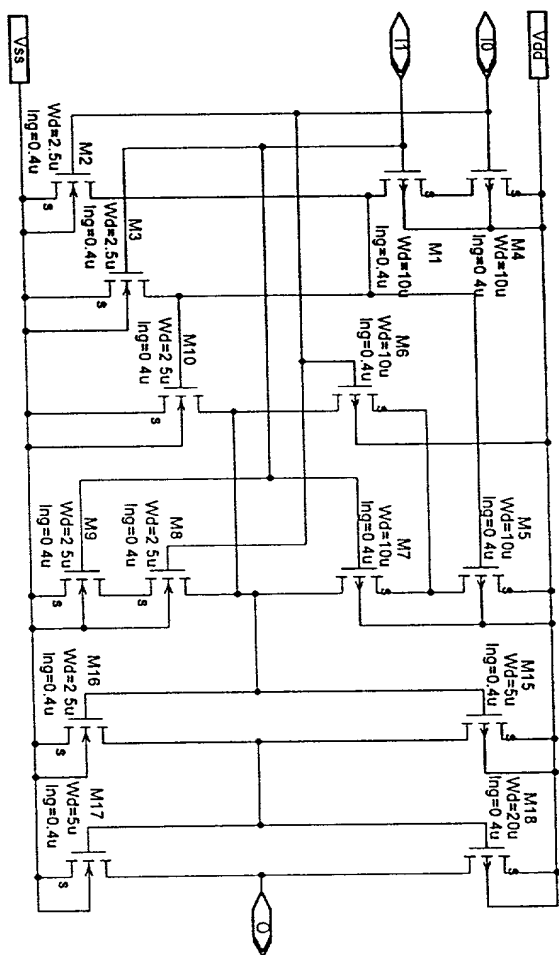 Vdd
I0
I1
M4
Wd=10u
lng=0.4u
s
M1
Wd=10u
lng=0.4u
s
M5
Wd=10u
lng=0.4u
s
M15
Wd=5u
lng=0.4u
s
M18
Wd=20u
lng=0 4u
s
M6
Wd=10u
lng=0.4u
s
M7
Wd=10u
lng=0.4u
s
O
M2
Wd=2.5u
lng=0.4u
s
M3
Wd=2.5u
lng=0.4u
s
M10
Wd=2 5u
lng=0 4u
s
M8
Wd=2 5u
lng=0.4u
s
M9
Wd=2 5u
lng=0 4u
s
M16
Wd=2 5u
lng=0.4u
s
M17
Wd=5u
lng=0.4u
s
Vss